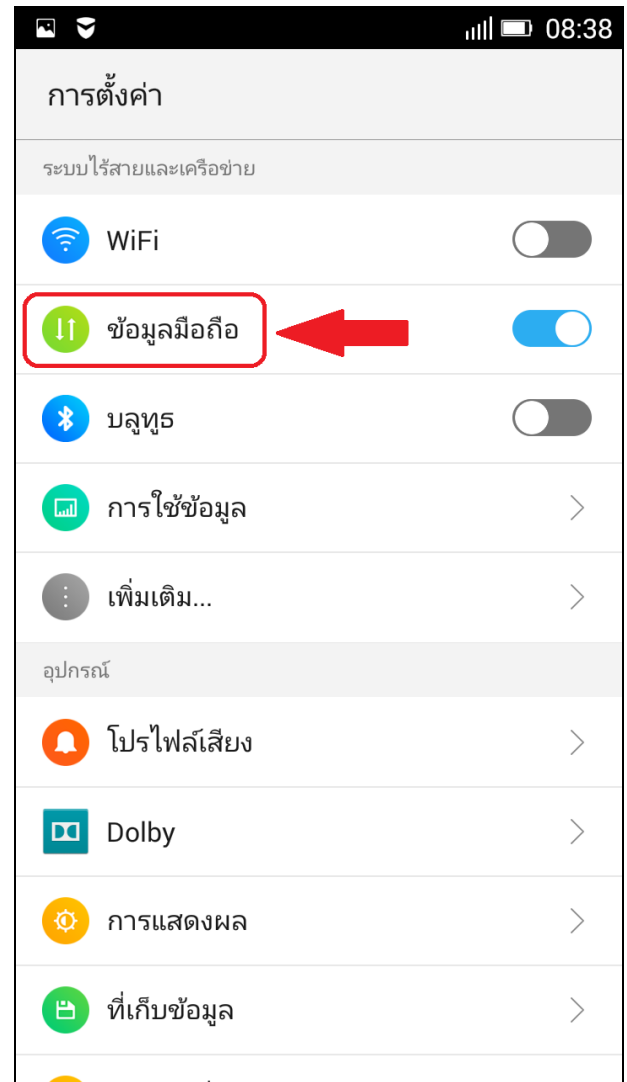 08:38
การตั้งค่า
ระบบไร้สายและเครือข่าย
WiFi
ข้อมูลมือถือ
บลูทูธ
การใช้ข้อมูล
เพิ่มเติม...
อุปกรณ์
โปรไฟล์เสียง
Dolby
การแสดงผล
ที่เก็บข้อมูล